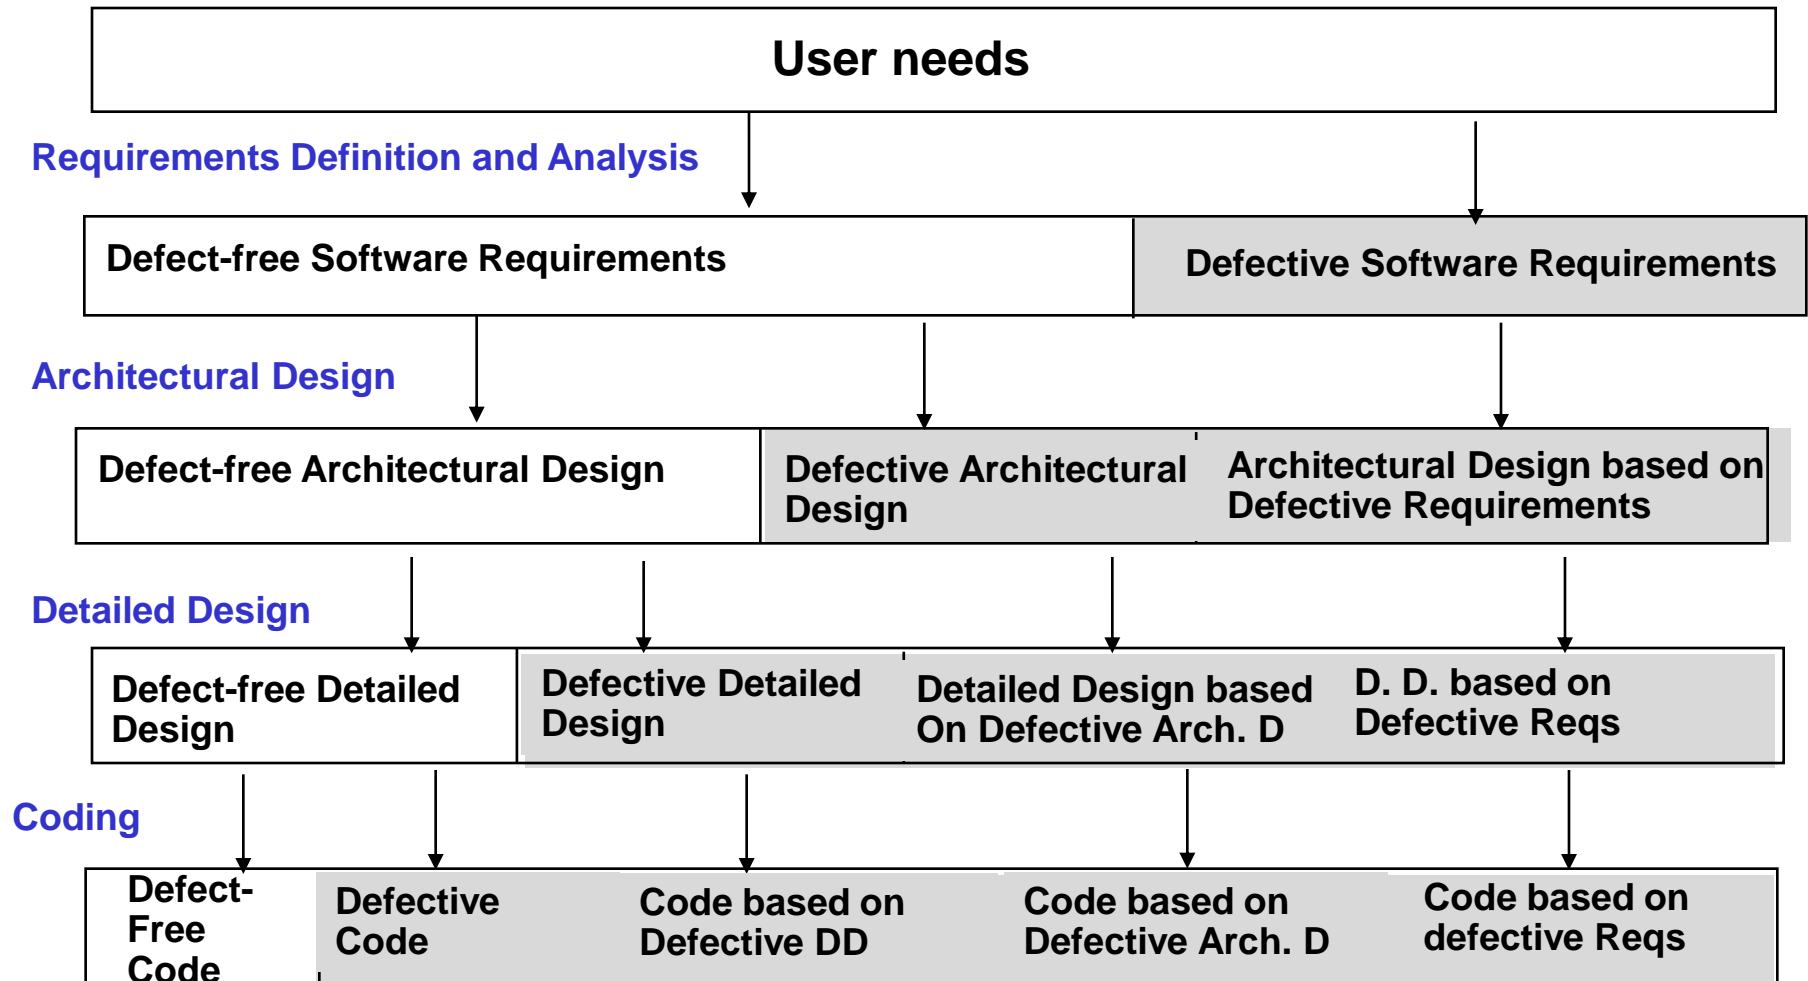 User needs
Requirements Definition and Analysis
Defect-free Software Requirements
Defective Software Requirements
Architectural Design
Defect-free Architectural Design
Defective Architectural
Design
Architectural Design based on
Defective Requirements
Detailed Design
Defect-free Detailed
Design
Defective Detailed
Design
Detailed Design based
On Defective Arch. D
D. D. based on
Defective Reqs
Coding
Defect-
Free
Code
Defective
Code
Code based on
Defective DD
Code based on
Defective Arch. D
Code based on
defective Reqs